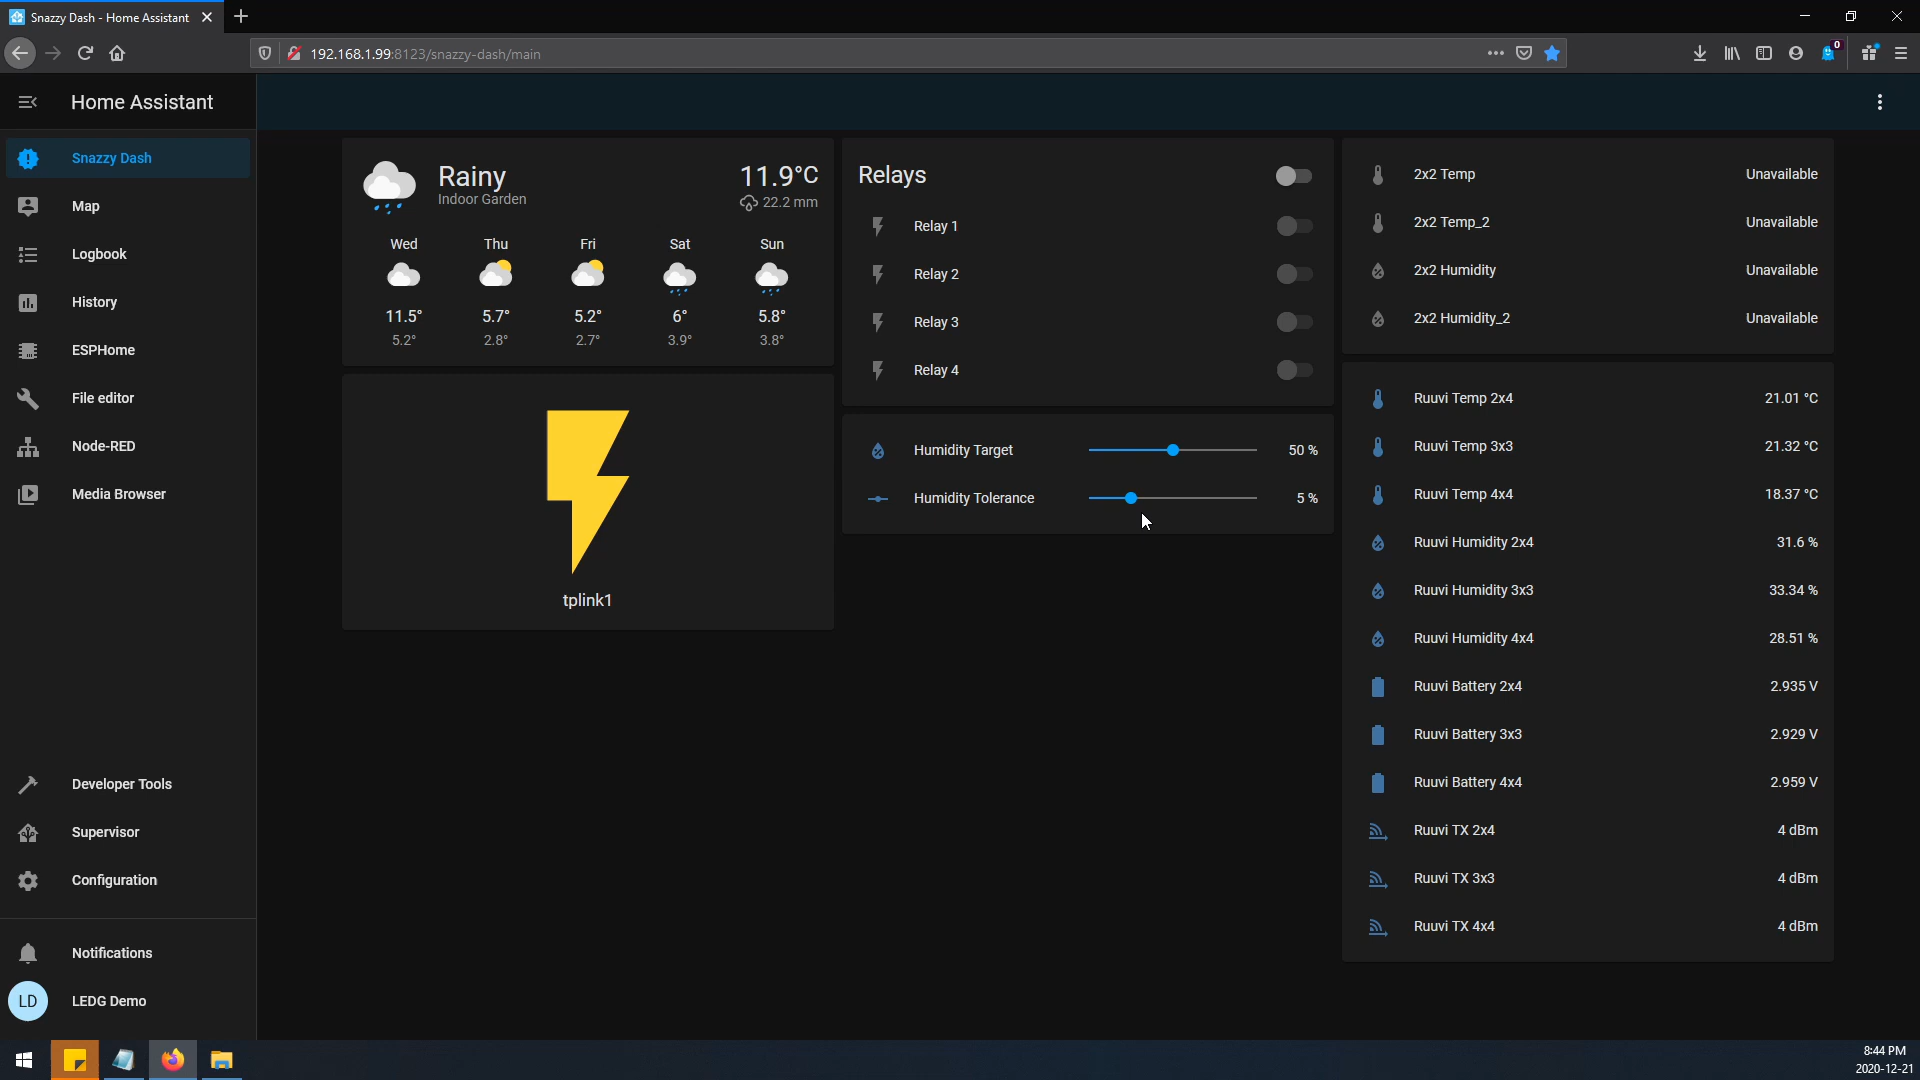 Snazzy Dash - Home Assistant
192.168.1.99:8123/snazzy-dash/main
0
Home Assistant
Snazzy Dash
Map
Logbook
History
ESPHome
File editor
Node-RED
Media Browser
Developer Tools
Supervisor
Configuration
Notifications
LD LEDG Demo
Rainy 11.9°C
Indoor Garden 22.2 mm
Wed Thu Fri Sat Sun
11.5° 5.7° 5.2° 6° 5.8°
5.2° 2.8° 2.7° 3.9° 3.8°
tplink1
Relays
Relay 1
Relay 2
Relay 3
Relay 4
Humidity Target 50 %
Humidity Tolerance 5 %
2x2 Temp Unavailable
2x2 Temp_2 Unavailable
2x2 Humidity Unavailable
2x2 Humidity_2 Unavailable
Ruuvi Temp 2x4 21.01 °C
Ruuvi Temp 3x3 21.32 °C
Ruuvi Temp 4x4 18.37 °C
Ruuvi Humidity 2x4 31.6 %
Ruuvi Humidity 3x3 33.34 %
Ruuvi Humidity 4x4 28.51 %
Ruuvi Battery 2x4 2.935 V
Ruuvi Battery 3x3 2.929 V
Ruuvi Battery 4x4 2.959 V
Ruuvi TX 2x4 4 dBm
Ruuvi TX 3x3 4 dBm
Ruuvi TX 4x4 4 dBm
8:44 PM
2020-12-21